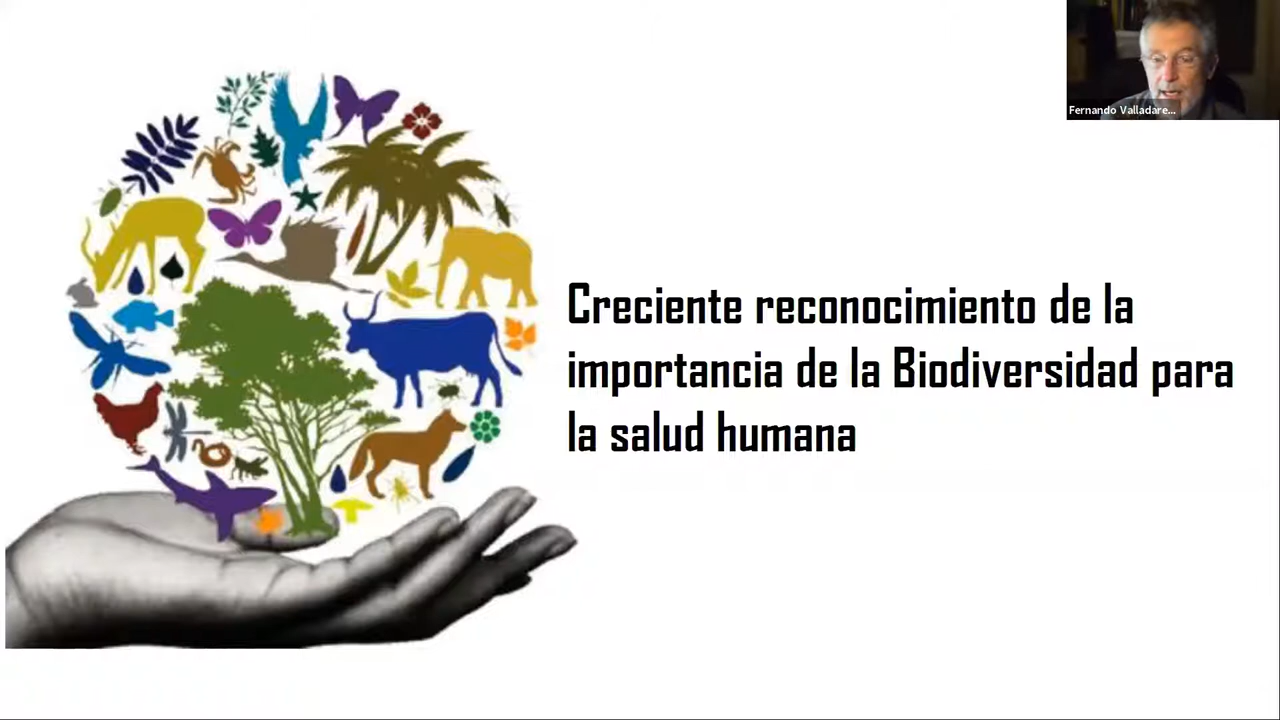 Fernando Valladare...
Creciente reconocimiento de la
importancia de la Biodiversidad para
la salud humana